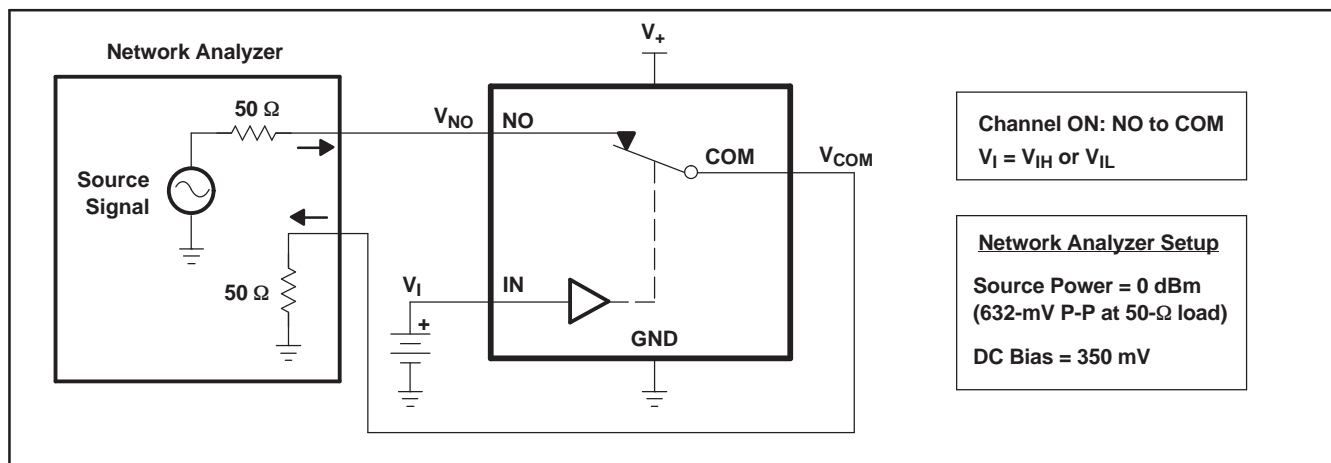 Network Analyzer
50 Ω
Source
Signal
50 Ω
V+
VNO
NO
COM
VCOM
VI
IN
+
GND
Channel ON: NO to COM
VI = VIH or VIL
Network Analyzer Setup
Source Power = 0 dBm
(632-mV P-P at 50-Ω load)
DC Bias = 350 mV